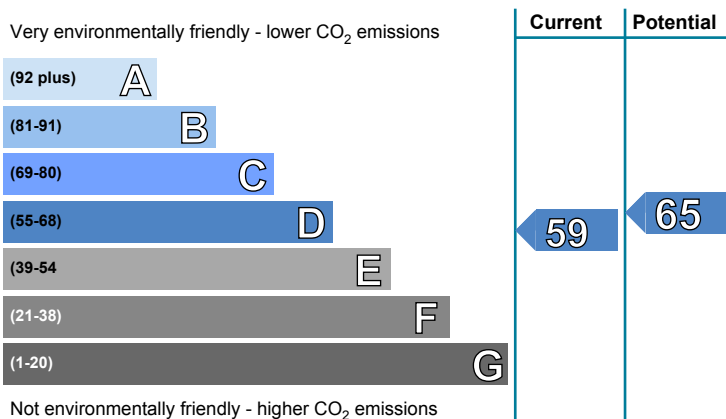 Current Potential
Very environmentally friendly - lower CO₂ emissions
(92 plus) A
(81-91) B
(69-80) C
(55-68) D
59 65
(39-54 E
(21-38) F
(1-20) G
Not environmentally friendly - higher CO₂ emissions